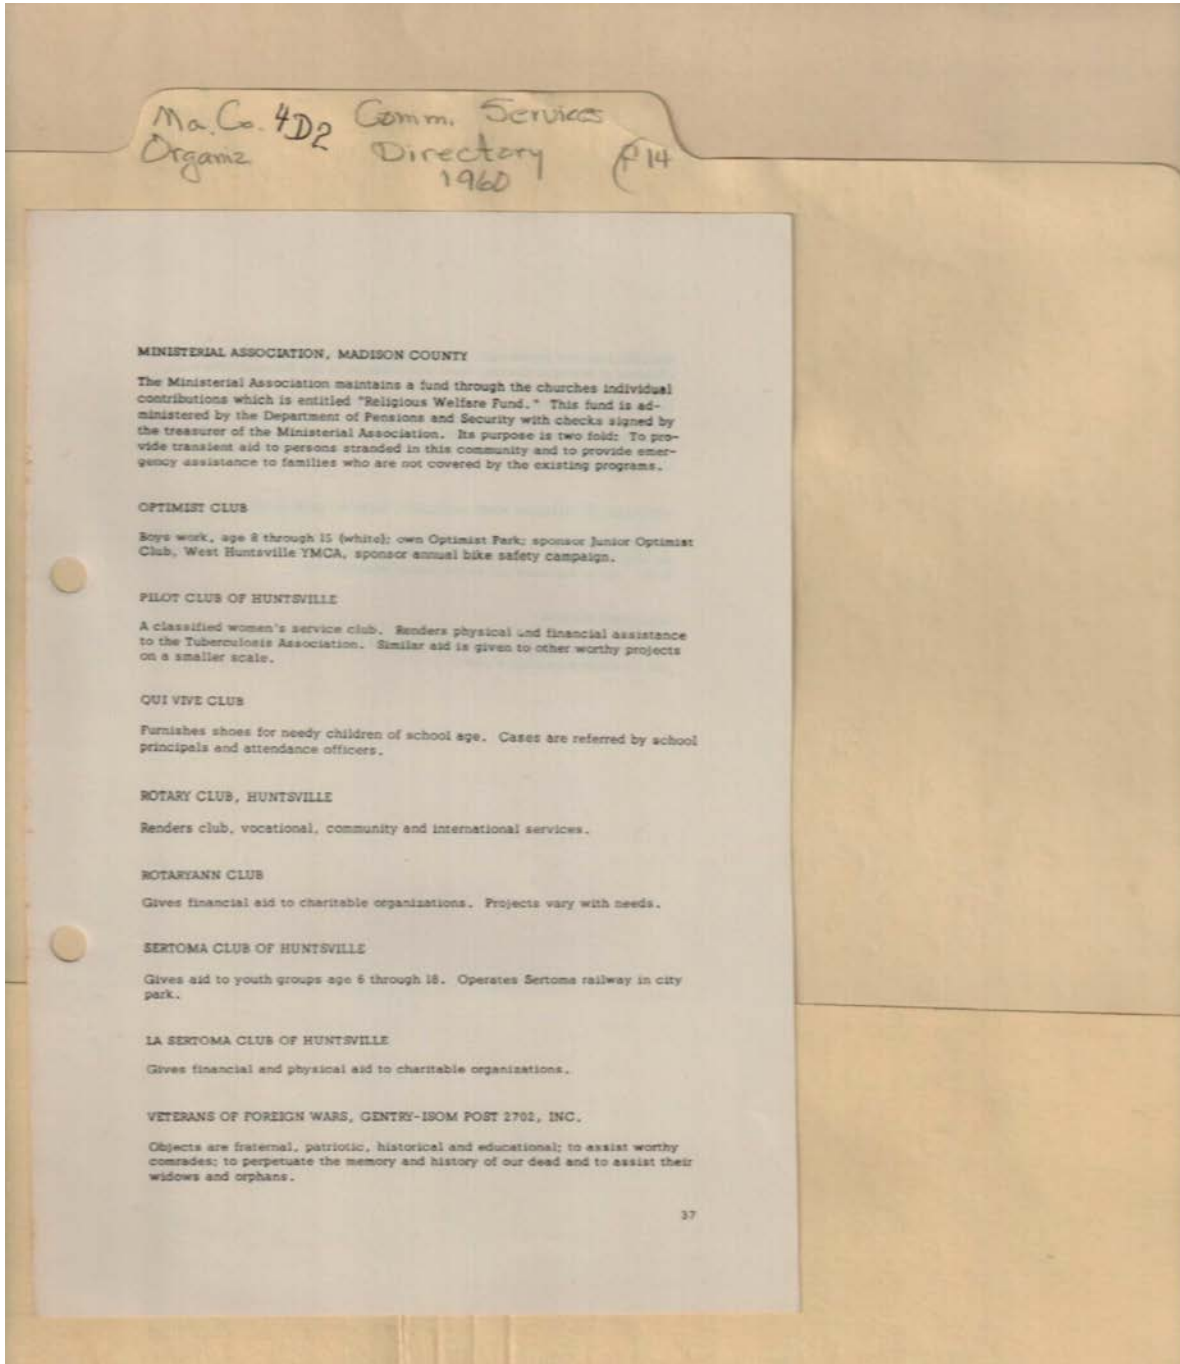 Ma. Co. 4D2 Comm. Services
Organiz Directory P14
1960
MINISTERIAL ASSOCIATION, MADISON COUNTY
The Ministerial Association maintains a fund through the churches individual
contributions which is entitled "Religious Welfare Fund." This fund is ad-
ministered by the Department of Pensions and Security with checks signed by
the treasurer of the Ministerial Association. Its purpose is two fold: To pro-
vide transient aid to persons stranded in this community and to provide emer-
gency assistance to families who are not covered by the existing programs.
OPTIMIST CLUB
Boys work, age 8 through 15 (white); own Optimist Park; sponsor Junior Optimist
Club, West Huntsville YMCA, sponsor annual bike safety campaign.
PILOT CLUB OF HUNTSVILLE
A classified women's service club. Renders physical and financial assistance
to the Tuberculosis Association. Similar aid is given to other worthy projects
on a smaller scale.
QUI VIVE CLUB
Furnishes shoes for needy children of school age. Cases are referred by school
principals and attendance officers.
ROTARY CLUB, HUNTSVILLE
Renders club, vocational, community and international services.
ROTARYANN CLUB
Gives financial aid to charitable organizations. Projects vary with needs.
SERTOMA CLUB OF HUNTSVILLE
Gives aid to youth groups age 6 through 18. Operates Sertoma railway in city
park.
LA SERTOMA CLUB OF HUNTSVILLE
Gives financial and physical aid to charitable organizations.
VETERANS OF FOREIGN WARS, GENTRY-ISOM POST 2702, INC.
Objects are fraternal, patriotic, historical and educational; to assist worthy
comrades; to perpetuate the memory and history of our dead and to assist their
widows and orphans.
37